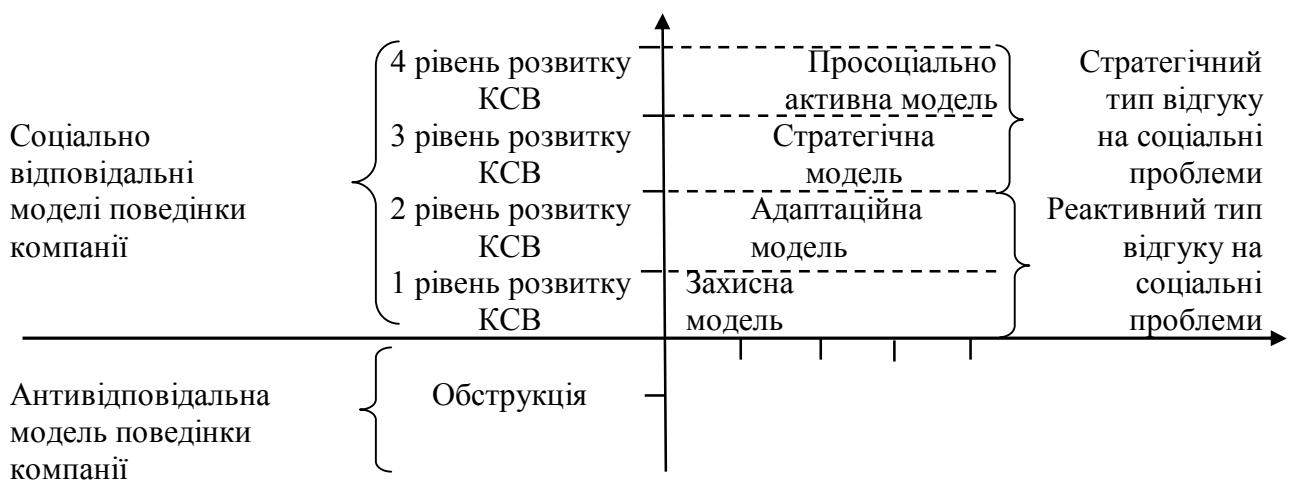 Соціально
відповідальні
моделі поведінки
компанії
4 рівень розвитку
КСВ
3 рівень розвитку
КСВ
2 рівень розвитку
КСВ
1 рівень розвитку
КСВ
Просоціально
активна модель
Стратегічна
модель
Адаптаційна
модель
Захисна
модель
Стратегічний
тип відгуку
на соціальні
проблеми
Реактивний тип
відгуку на
соціальні
проблеми
Антивідповідальна
модель поведінки
компанії
Обструкція